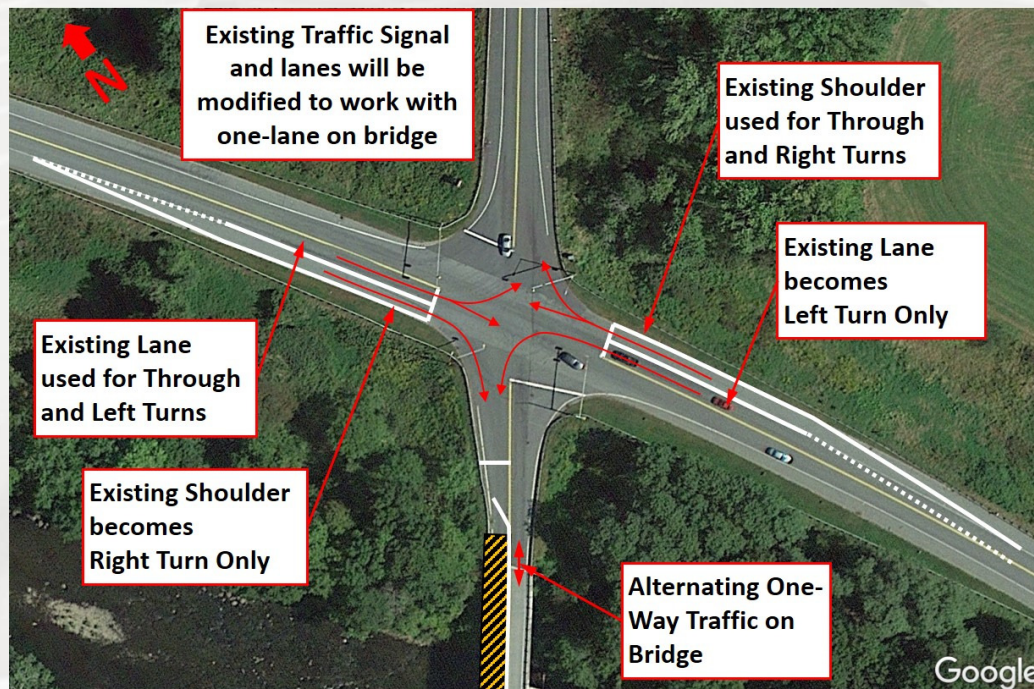 N
Existing Traffic Signal
and lanes will be
modified to work with
one-lane on bridge
Existing Shoulder
used for Through
and Right Turns
Existing Lane
becomes
Left Turn Only
Existing Lane
used for Through
and Left Turns
Existing Shoulder
becomes
Right Turn Only
Alternating One-
Way Traffic on
Bridge
Google